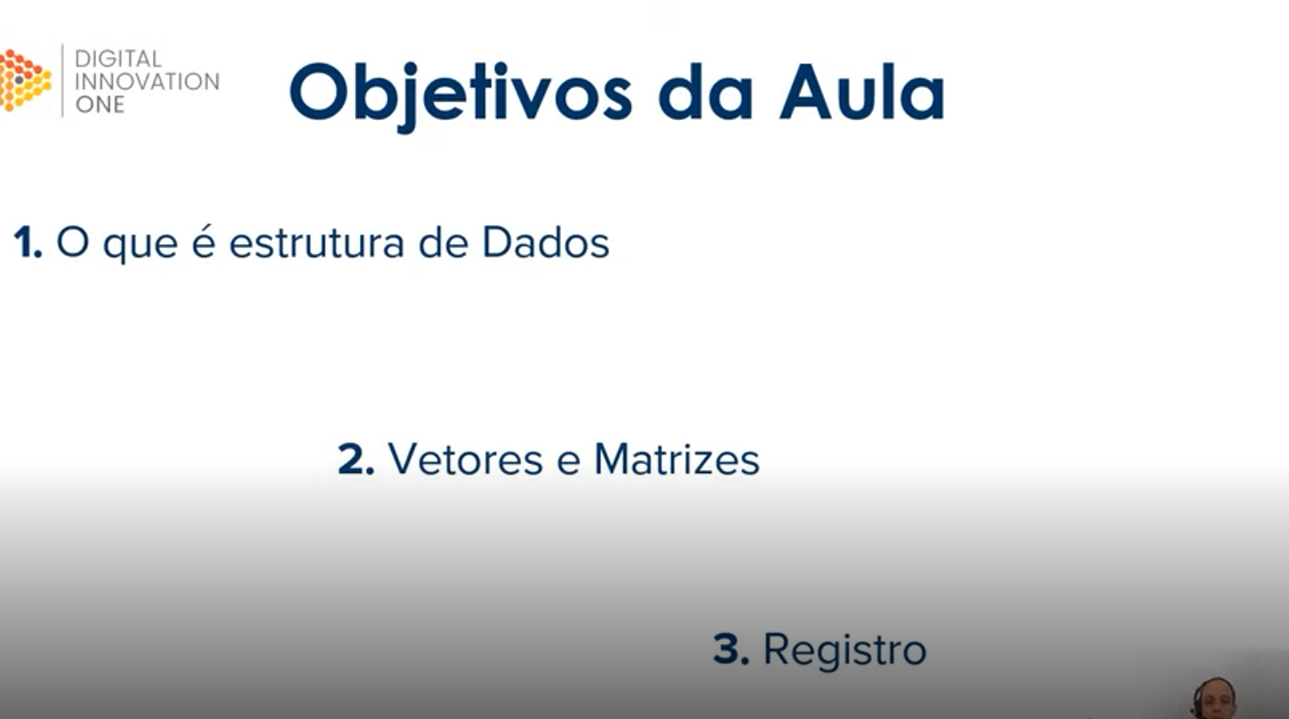 DIGITAL
INNOVATION
ONE
Objetivos da Aula
1. O que é estrutura de Dados
2. Vetores e Matrizes
3. Registro